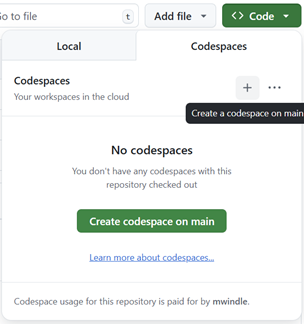 Go to file t Add file <> Code
Local Codespaces
Codespaces
Your workspaces in the cloud
Create a codespace on main
No codespaces
You don't have any codespaces with this
repository checked out
Create codespace on main
Learn more about codespaces...
Codespace usage for this repository is paid for by mwindle.